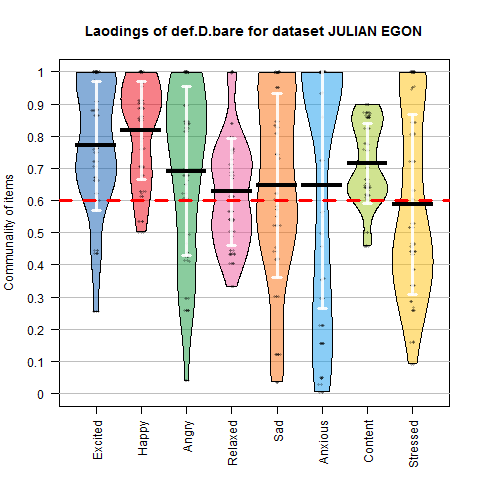 Laodings of def.D.bare for dataset JULIAN EGON
Communality of items
1
0.9
0.8
0.7
0.6
0.5
0.4
0.3
0.2
0.1
0
Excited
Happy
Angry
Relaxed
Sad
Anxious
Content
Stressed